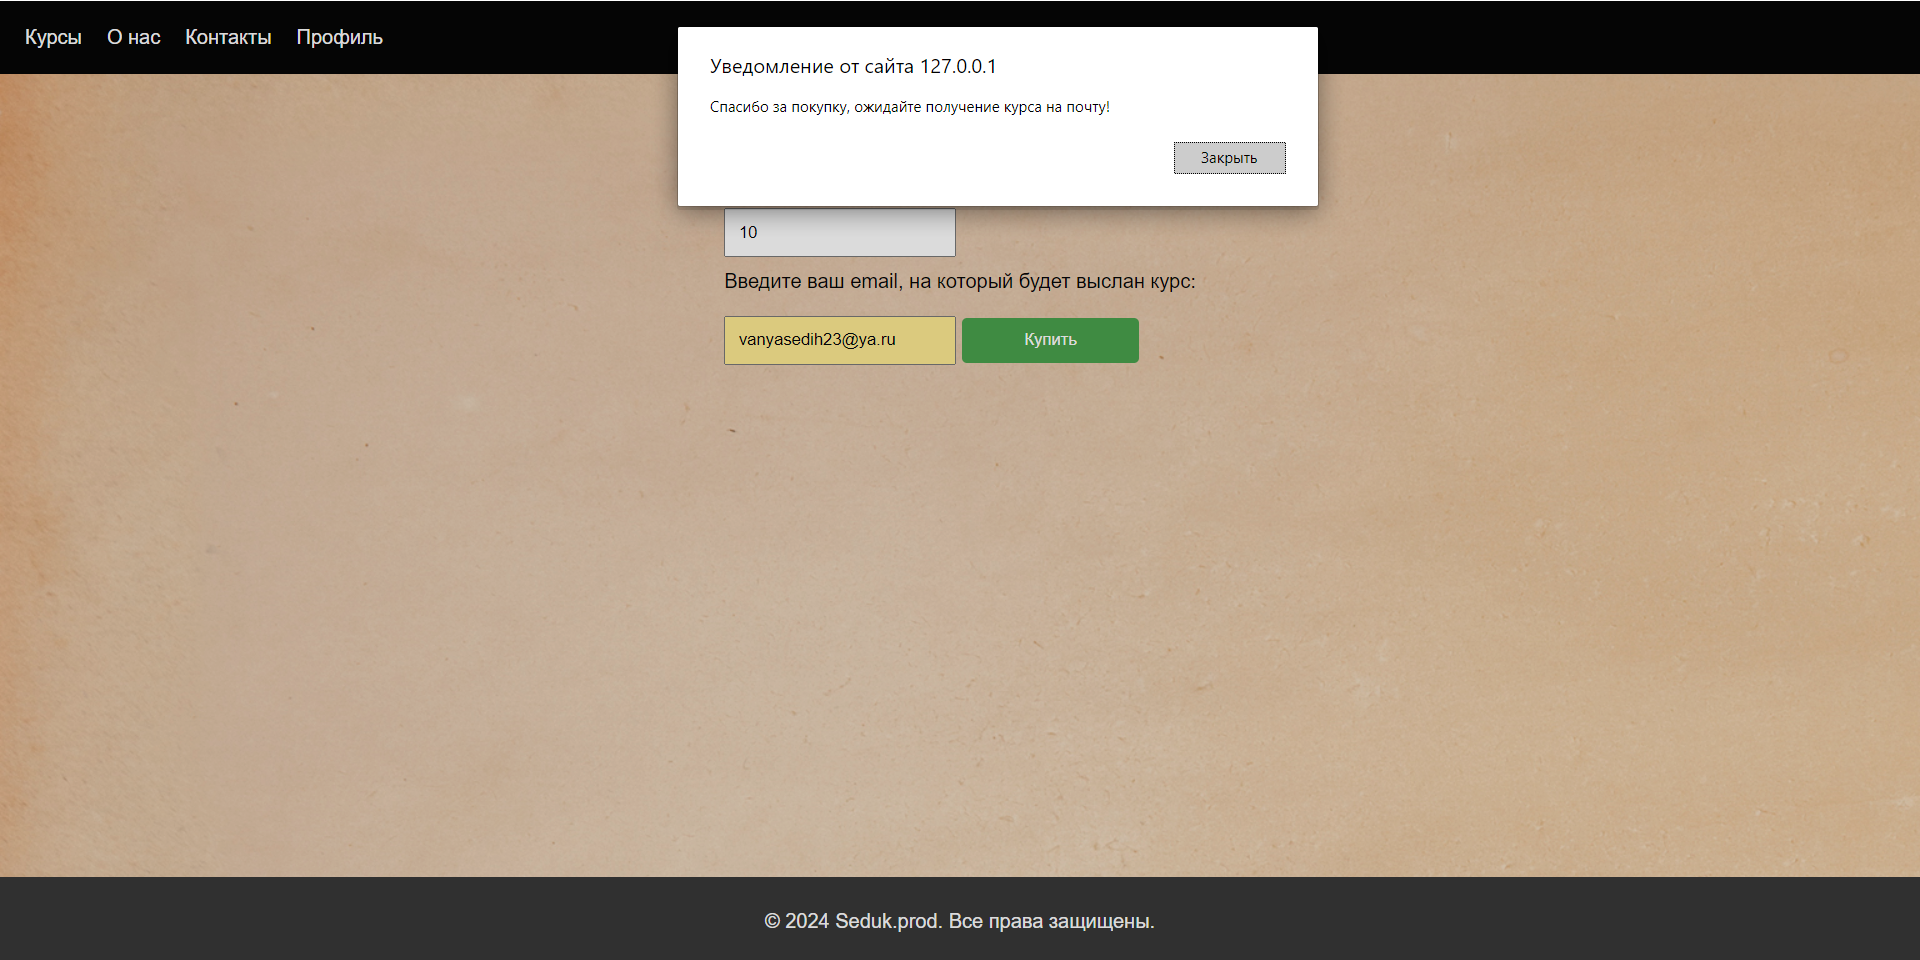 Курсы О нас Контакты Профиль
Уведомление от сайта 127.0.0.1
Спасибо за покупку, ожидайте получение курса на почту!
Закрыть
10
Введите ваш email, на который будет выслан курс:
vanyasedih23@ya.ru Купить
© 2024 Seduk.prod. Все права защищены.